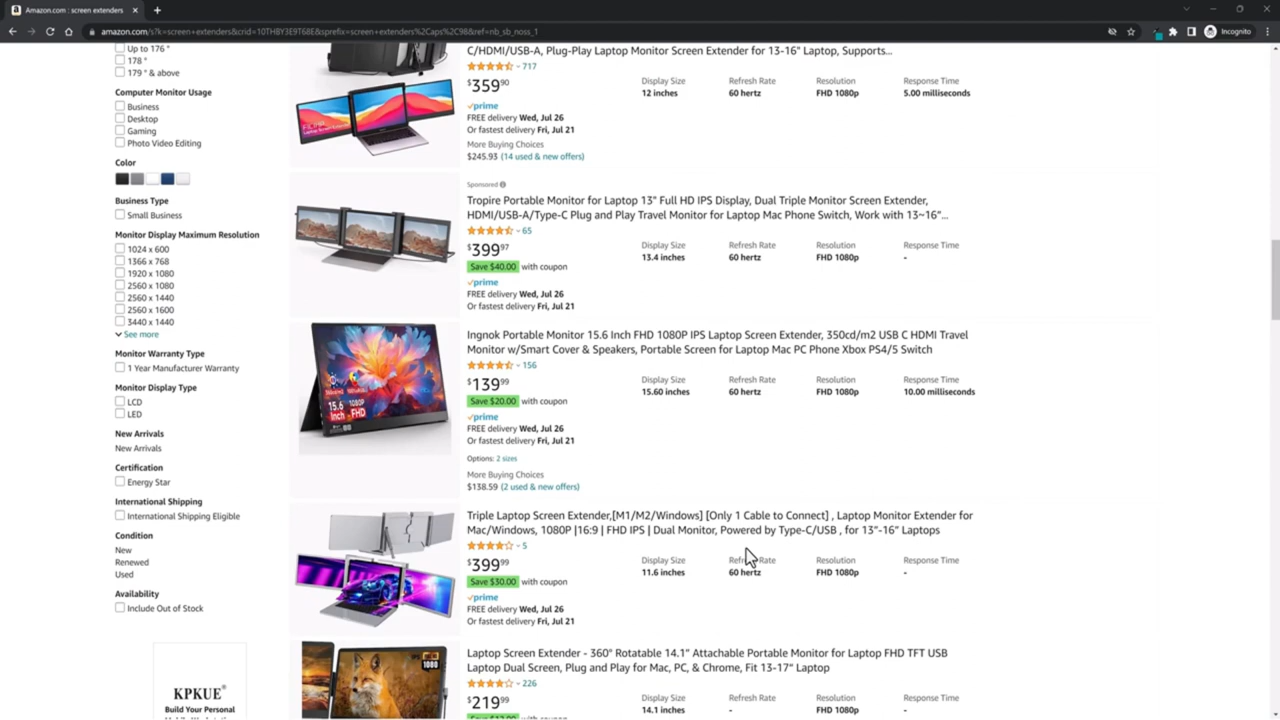 Amazon.com : screen extenders
amazon.com/s?k=screen+extenders&crid=10THBY3E9T68E&sprefix=screen+extenders%2Caps%2C98&ref=nb_sb_noss_1
Incognito
Up to 176 °
178 °
179 ° & above
Computer Monitor Usage
Business
Desktop
Gaming
Photo Video Editing
Color
Business Type
Small Business
Monitor Display Maximum Resolution
1024 x 600
1366 x 768
1920 x 1080
2560 x 1080
2560 x 1440
2560 x 1600
3440 x 1440
See more
Monitor Warranty Type
1 Year Manufacturer Warranty
Monitor Display Type
LCD
LED
New Arrivals
New Arrivals
Certification
Energy Star
International Shipping
International Shipping Eligible
Condition
New
Renewed
Used
Availability
Include Out of Stock
KPKUE®
Build Your Personal
C/HDMI/USB-A, Plug-Play Laptop Monitor Screen Extender for 13-16" Laptop, Supports...
717
$35990
Display Size
12 inches
Refresh Rate
60 hertz
Resolution
FHD 1080p
Response Time
5.00 milliseconds
prime
FREE delivery Wed, Jul 26
Or fastest delivery Fri, Jul 21
More Buying Choices
$245.93 (14 used & new offers)
Sponsored
Tropire Portable Monitor for Laptop 13" Full HD IPS Display, Dual Triple Monitor Screen Extender,
HDMI/USB-A/Type-C Plug and Play Travel Monitor for Laptop Mac Phone Switch, Work with 13~16"...
65
$39997
Save $40.00 with coupon
Display Size
13.4 inches
Refresh Rate
60 hertz
Resolution
FHD 1080p
Response Time
-
prime
FREE delivery Wed, Jul 26
Or fastest delivery Fri, Jul 21
15.6 1080P
Inch FHD
Ingnok Portable Monitor 15.6 Inch FHD 1080P IPS Laptop Screen Extender, 350cd/m2 USB C HDMI Travel
Monitor w/Smart Cover & Speakers, Portable Screen for Laptop Mac PC Phone Xbox PS4/5 Switch
156
$13999
Save $20.00 with coupon
Display Size
15.60 inches
Refresh Rate
60 hertz
Resolution
FHD 1080p
Response Time
10.00 milliseconds
prime
FREE delivery Wed, Jul 26
Or fastest delivery Fri, Jul 21
Options: 2 sizes
More Buying Choices
$138.59 (2 used & new offers)
Triple Laptop Screen Extender,[M1/M2/Windows] [Only 1 Cable to Connect] , Laptop Monitor Extender for
Mac/Windows, 1080P |16:9 | FHD IPS | Dual Monitor, Powered by Type-C/USB , for 13"-16" Laptops
5
$39999
Save $30.00 with coupon
Display Size
11.6 inches
Refresh Rate
60 hertz
Resolution
FHD 1080p
Response Time
-
prime
FREE delivery Wed, Jul 26
Or fastest delivery Fri, Jul 21
1080
Laptop Screen Extender - 360° Rotatable 14.1'' Attachable Portable Monitor for Laptop FHD TFT USB
Laptop Dual Screen, Plug and Play for Mac, PC, & Chrome, Fit 13-17" Laptop
226
$21999
Display Size
14.1 inches
Refresh Rate
-
Resolution
FHD 1080p
Response Time
-